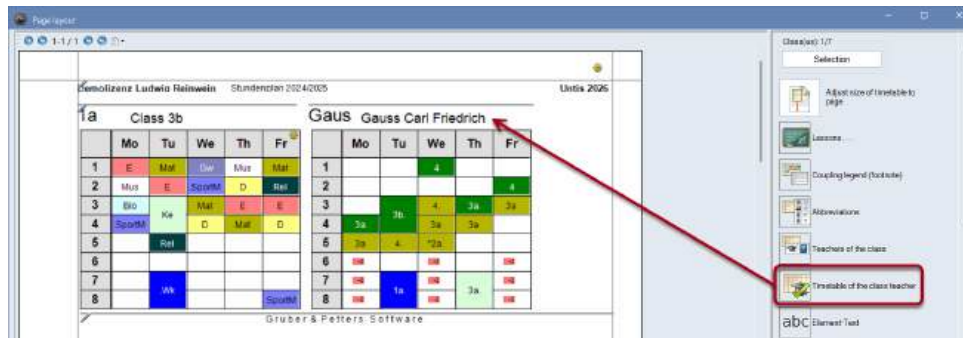 Page layout
1-1 / 1
demolizenz Ludwig Reinwein Stundenplan 2024/2025 Untis 2026
1a Class 3b
Mo Tu We Th Fr
1 E Mat Gw Mus Mat
2 Mus E SportM D Rel
3 Bio Ke Mat E E
4 SportM D Mat D
5 Rel
6
7 Wk
8 SportM
Gaus Gauss Carl Friedrich
Mo Tu We Th Fr
1 4.
2 4
3 3b. 4. 3a. 3a
4 3a 3a 3a
5 3a 4. *2a
6
7 1a. 3a.
8
Gruber & Petters Software
Class(es): 1/7
Selection
Adjust size of timetable to
page
Lessons...
Coupling legend (footnote)
Abbreviations
Teachers of the class
Timetable of the class teacher
abc Element Text